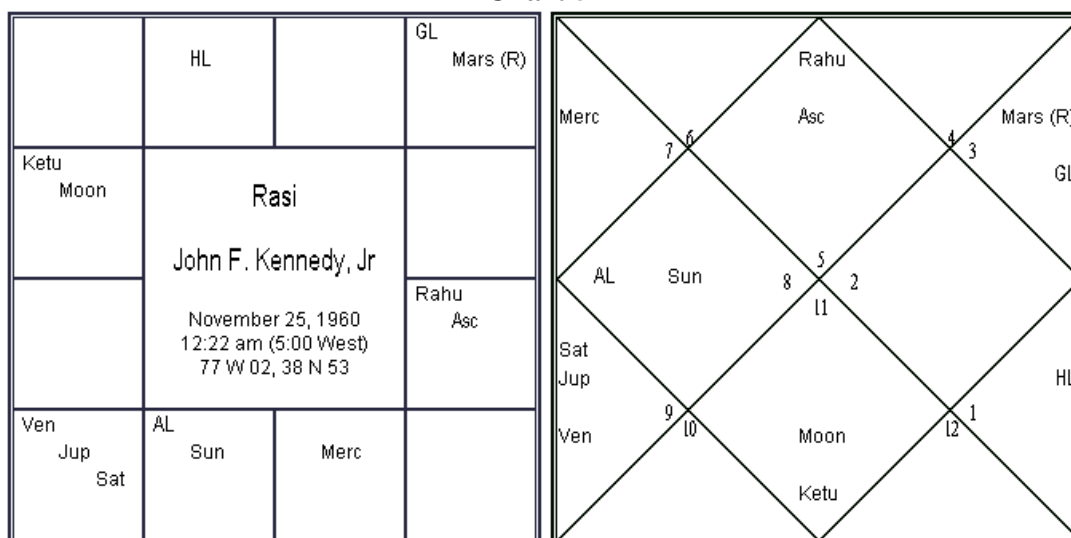 GL
HL
Mars (R)
Ketu
Moon
Rasi
John F. Kennedy, Jr
November 25, 1960
12:22 am (5:00 West)
77 W 02, 38 N 53
Rahu
Asc
Ven
Jup
Sat
AL
Sun
Merc
Rahu
Merc
Asc
Mars (R)
6
4
7
3
GL
5
AL
Sun
8
2
11
Sat
Jup
HL
9
1
10
12
Ven
Moon
Ketu